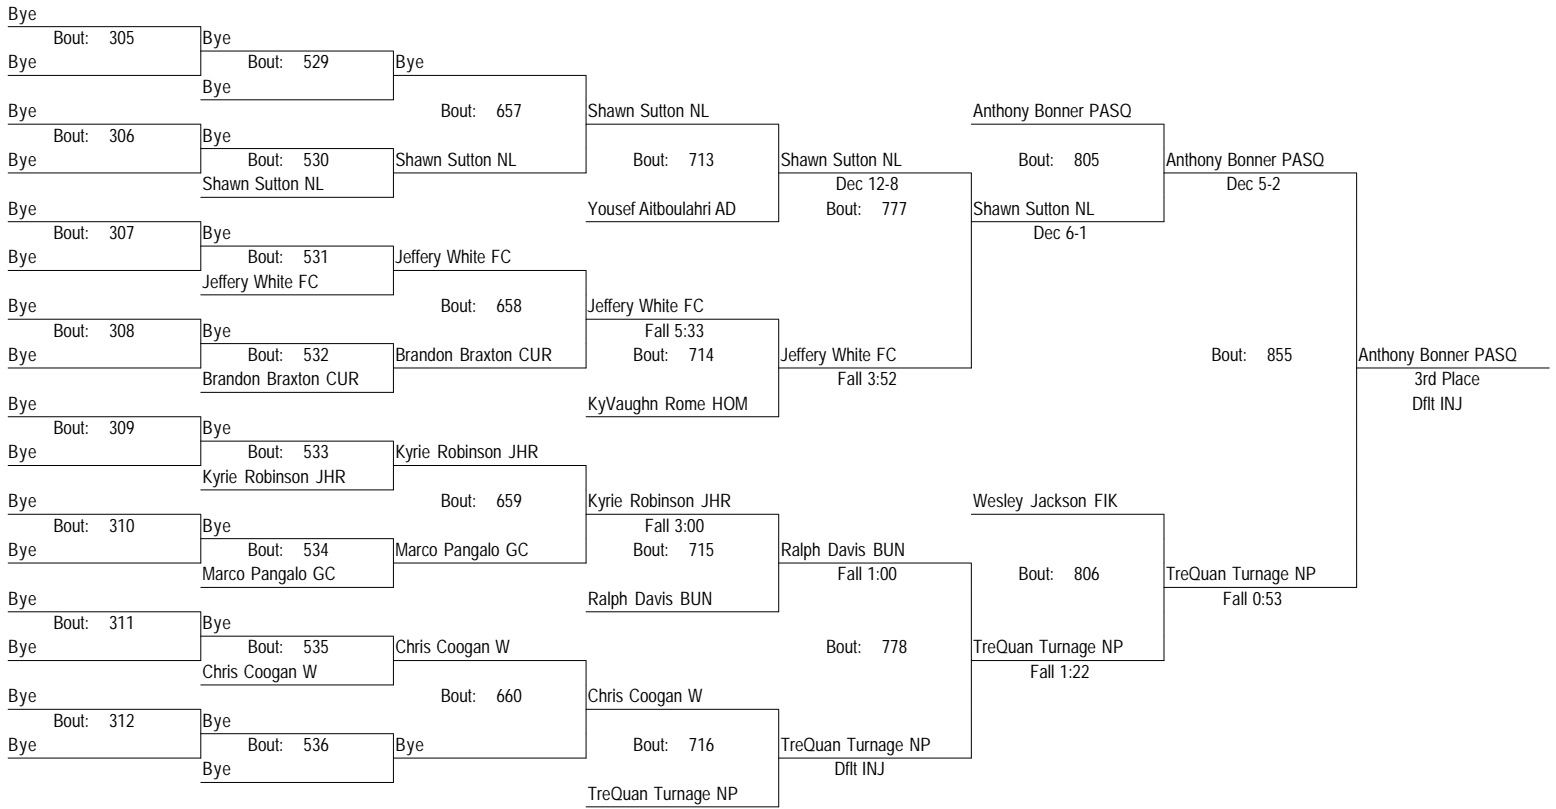 Bye
Bout: 305
Bye
Bye
Bout: 529
Bye
Bye
Bout: 306
Bye
Bye
Bout: 530
Shawn Sutton NL
Bye
Bout: 657
Shawn Sutton NL
Bye
Bout: 307
Bye
Bye
Bout: 531
Jeffery White FC
Bye
Bout: 308
Bye
Bye
Bout: 532
Brandon Braxton CUR
Jeffery White FC
Bout: 658
Brandon Braxton CUR
Bye
Bout: 309
Bye
Bye
Bout: 533
Kyrie Robinson JHR
Bye
Bout: 310
Bye
Bye
Bout: 534
Marco Pangalo GC
Kyrie Robinson JHR
Bout: 659
Marco Pangalo GC
Bye
Bout: 311
Bye
Bye
Bout: 535
Chris Coogan W
Bye
Bout: 312
Bye
Bye
Bout: 536
Bye
Chris Coogan W
Bout: 660
Bye
Shawn Sutton NL
Bout: 713
Yousef Aitboulahri AD
Jeffery White FC
Fall 5:33
Bout: 714
KyVaughn Rome HOM
Kyrie Robinson JHR
Fall 3:00
Bout: 715
Ralph Davis BUN
Chris Coogan W
Bout: 716
TreQuan Turnage NP
Shawn Sutton NL
Dec 12-8
Bout: 777
Jeffery White FC
Fall 3:52
Ralph Davis BUN
Fall 1:00
Bout: 778
TreQuan Turnage NP
Dflt INJ
Anthony Bonner PASQ
Bout: 805
Shawn Sutton NL
Dec 6-1
Wesley Jackson FIK
Bout: 806
TreQuan Turnage NP
Fall 1:22
Anthony Bonner PASQ
Dec 5-2
Bout: 855
TreQuan Turnage NP
Fall 0:53
Anthony Bonner PASQ
3rd Place
Dflt INJ